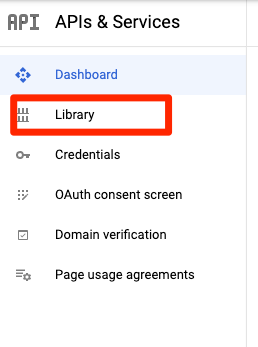 API APIs & Services
Dashboard
Library
Credentials
OAuth consent screen
Domain verification
Page usage agreements